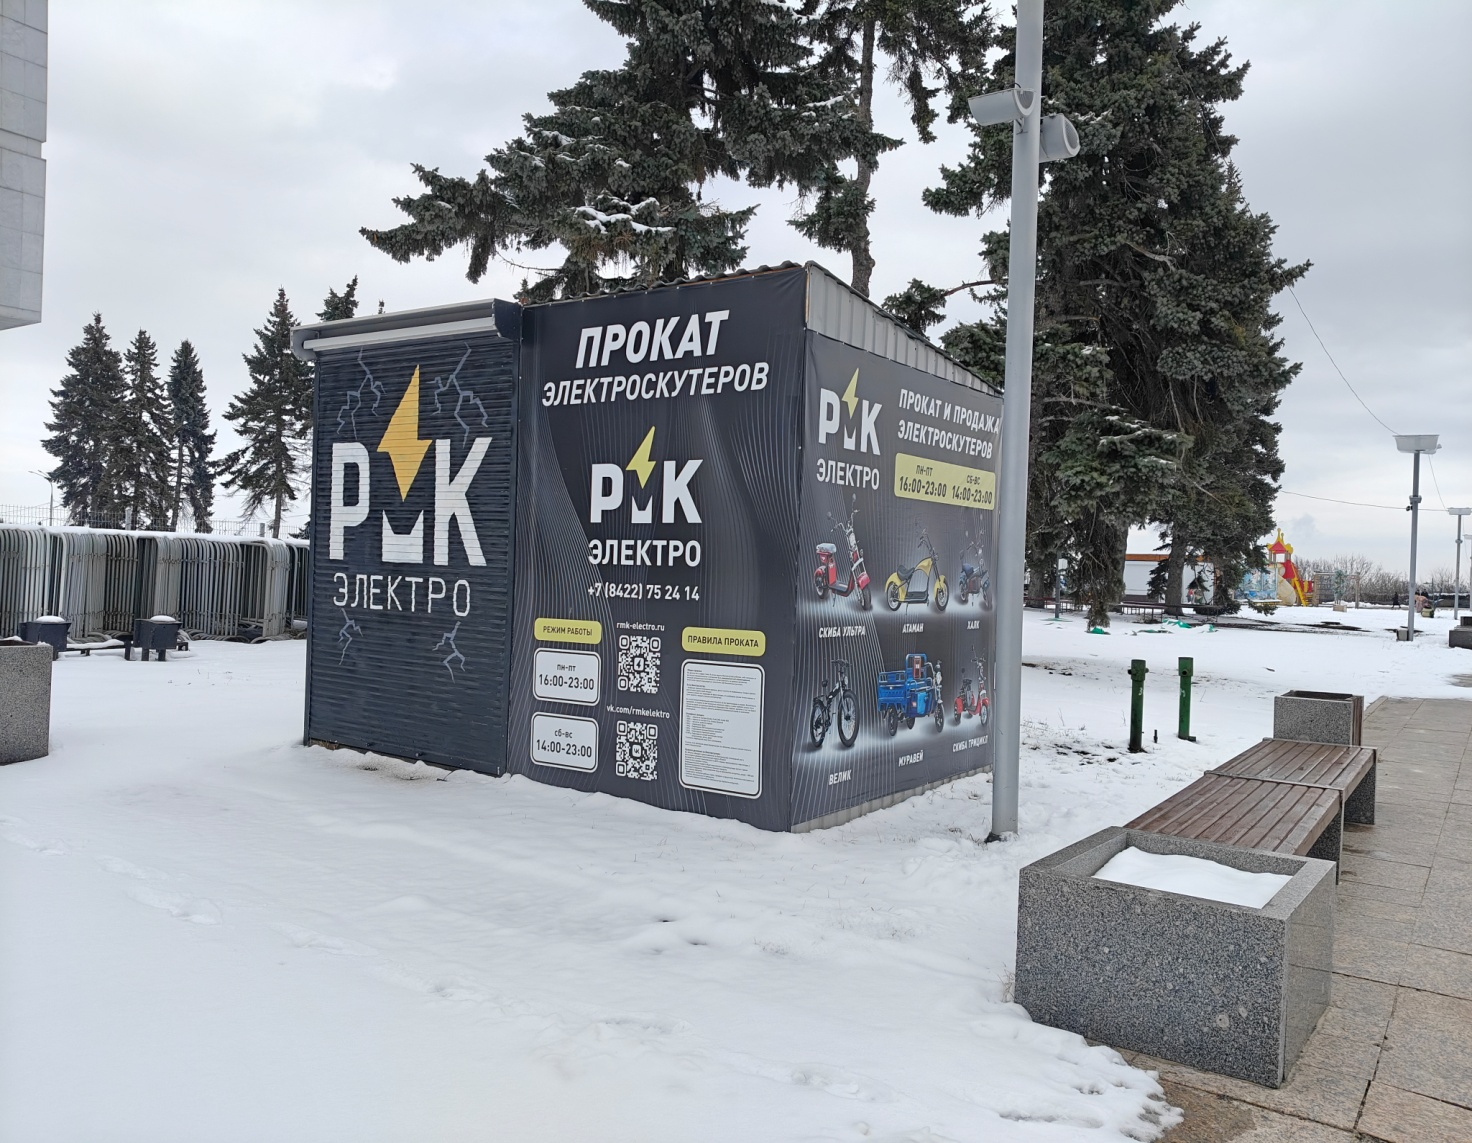 РМК
ЭЛЕКТРО
ПРОКАТ
ЭЛЕКТРОСКУТЕРОВ
РМК
ЭЛЕКТРО
+7 (8422) 75 24 14
РЕЖИМ РАБОТЫ
ПН-ПТ
16:00-23:00
сб-вс
14:00-23:00
rmk-electro.ru
vk.com/rmkelektro
ПРАВИЛА ПРОКАТА
РМК
ЭЛЕКТРО
ПРОКАТ И ПРОДАЖА
ЭЛЕКТРОСКУТЕРОВ
ПН-ПТ
16:00-23:00
СБ-ВС
14:00-23:00
СКИБА УЛЬТРА
АТАМАН
ХАЛК
ВЕЛИК
МУРАВЕЙ
СКИБА ТРИЦИКЛ